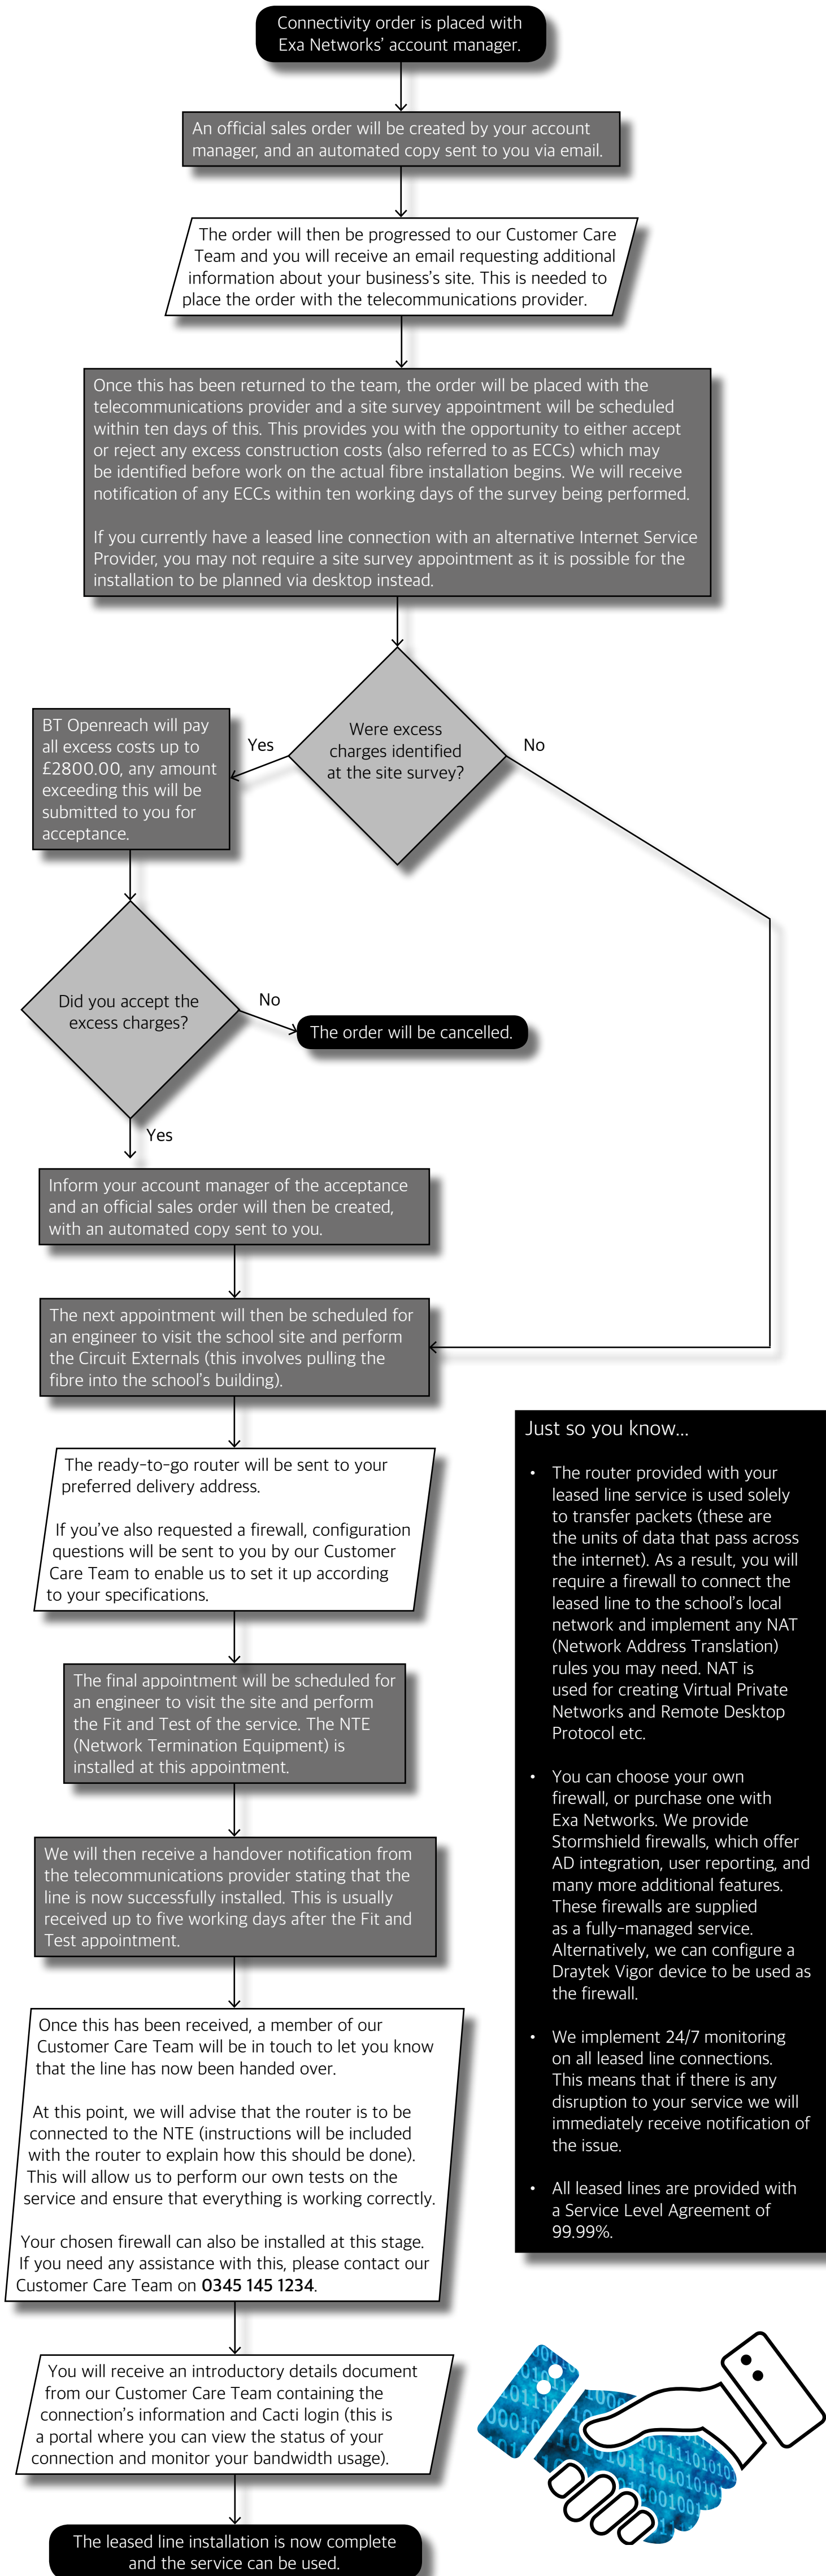 Connectivity order is placed with
Exa Networks’ account manager.
An official sales order will be created by your account
manager, and an automated copy sent to you via email.
The order will then be progressed to our Customer Care
Team and you will receive an email requesting additional
information about your business’s site. This is needed to
place the order with the telecommunications provider.
Once this has been returned to the team, the order will be placed with the
telecommunications provider and a site survey appointment will be scheduled
within ten days of this. This provides you with the opportunity to either accept
or reject any excess construction costs (also referred to as ECCs) which may
be identified before work on the actual fibre installation begins. We will receive
notification of any ECCs within ten working days of the survey being performed.
If you currently have a leased line connection with an alternative Internet Service
Provider, you may not require a site survey appointment as it is possible for the
installation to be planned via desktop instead.
Were excess
charges identified
at the site survey?
Yes
No
BT Openreach will pay
all excess costs up to
£2800.00, any amount
exceeding this will be
submitted to you for
acceptance.
Did you accept the
excess charges?
No
The order will be cancelled.
Yes
Inform your account manager of the acceptance
and an official sales order will then be created,
with an automated copy sent to you.
The next appointment will then be scheduled for
an engineer to visit the school site and perform
the Circuit Externals (this involves pulling the
fibre into the school’s building).
The ready-to-go router will be sent to your
preferred delivery address.
If you’ve also requested a firewall, configuration
questions will be sent to you by our Customer
Care Team to enable us to set it up according
to your specifications.
The final appointment will be scheduled for
an engineer to visit the site and perform
the Fit and Test of the service. The NTE
(Network Termination Equipment) is
installed at this appointment.
We will then receive a handover notification from
the telecommunications provider stating that the
line is now successfully installed. This is usually
received up to five working days after the Fit and
Test appointment.
Once this has been received, a member of our
Customer Care Team will be in touch to let you know
that the line has now been handed over.
At this point, we will advise that the router is to be
connected to the NTE (instructions will be included
with the router to explain how this should be done).
This will allow us to perform our own tests on the
service and ensure that everything is working correctly.
Your chosen firewall can also be installed at this stage.
If you need any assistance with this, please contact our
Customer Care Team on 0345 145 1234.
You will receive an introductory details document
from our Customer Care Team containing the
connection’s information and Cacti login (this is
a portal where you can view the status of your
connection and monitor your bandwidth usage).
The leased line installation is now complete
and the service can be used.
Just so you know...
• The router provided with your
leased line service is used solely
to transfer packets (these are
the units of data that pass across
the internet). As a result, you will
require a firewall to connect the
leased line to the school’s local
network and implement any NAT
(Network Address Translation)
rules you may need. NAT is
used for creating Virtual Private
Networks and Remote Desktop
Protocol etc.
• You can choose your own
firewall, or purchase one with
Exa Networks. We provide
Stormshield firewalls, which offer
AD integration, user reporting, and
many more additional features.
These firewalls are supplied
as a fully-managed service.
Alternatively, we can configure a
Draytek Vigor device to be used as
the firewall.
• We implement 24/7 monitoring
on all leased line connections.
This means that if there is any
disruption to your service we will
immediately receive notification of
the issue.
• All leased lines are provided with
a Service Level Agreement of
99.99%.